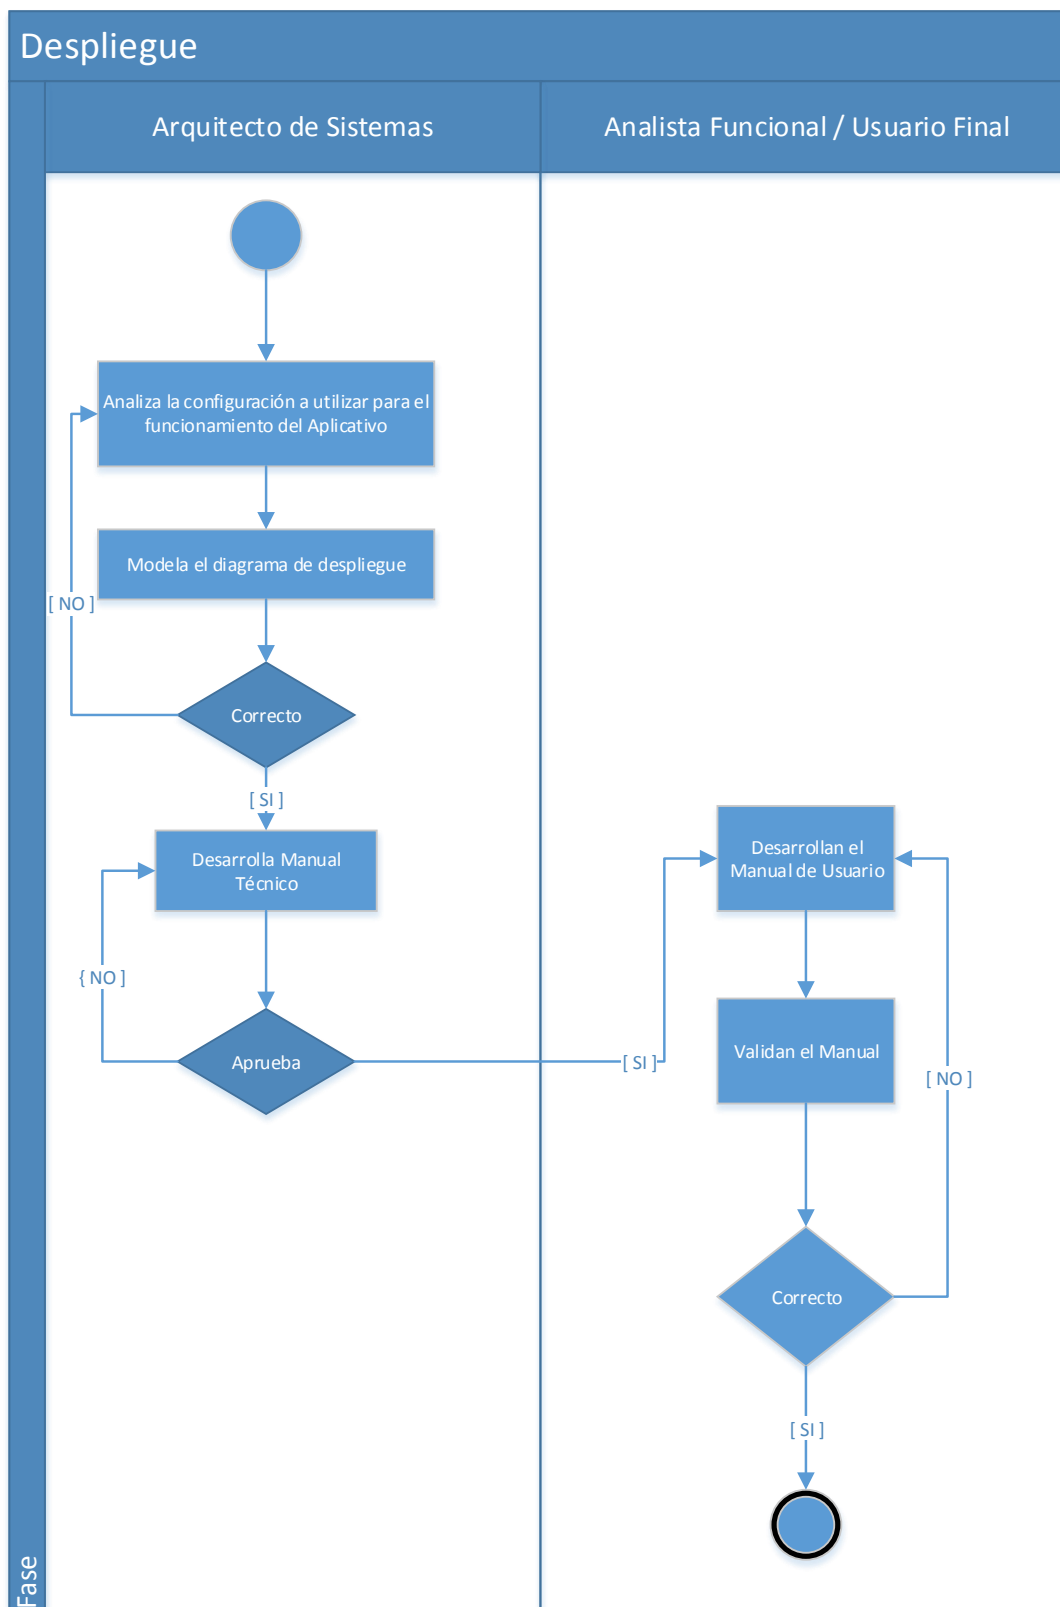 Despliegue
Arquitecto de Sistemas
Analista Funcional / Usuario Final
Analiza la configuración a utilizar para el
funcionamiento del Aplicativo
Modela el diagrama de despliegue
[ NO ]
Correcto
[ SI ]
Desarrolla Manual
Técnico
{ NO ]
Aprueba
[ SI ]
Desarrollan el
Manual de Usuario
Validan el Manual
[ NO ]
Correcto
[ SI ]
Fase